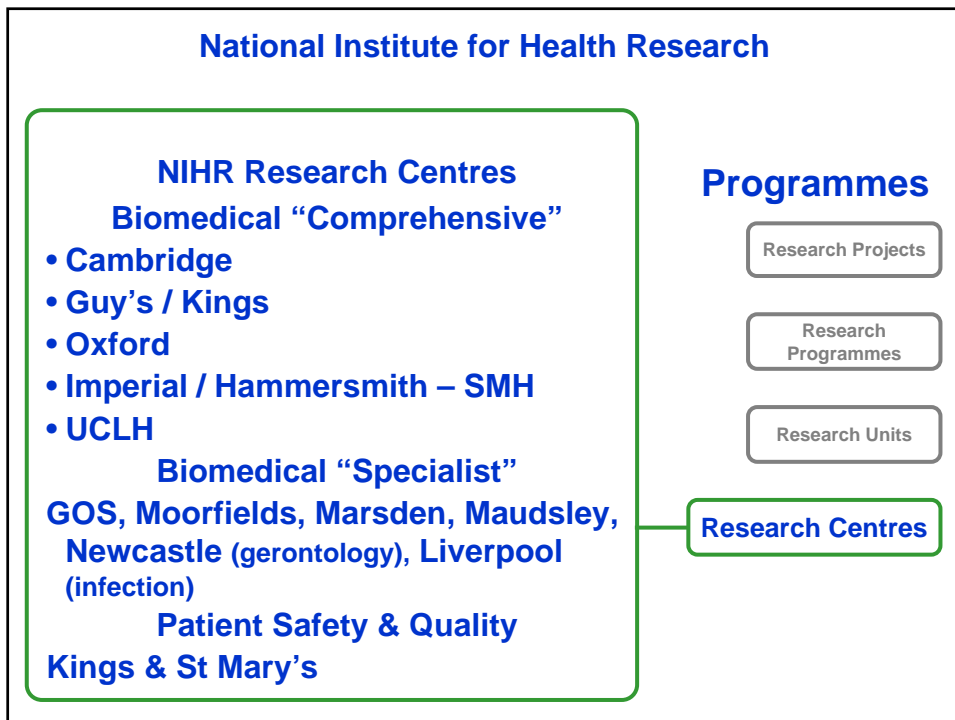 National Institute for Health Research
NIHR Research Centres
Biomedical “Comprehensive”
• Cambridge
• Guy’s / Kings
• Oxford
• Imperial / Hammersmith – SMH
• UCLH
Biomedical “Specialist”
GOS, Moorfields, Marsden, Maudsley,
Newcastle (gerontology), Liverpool
(infection)
Patient Safety & Quality
Kings & St Mary’s
Programmes
Research Projects
Research
Programmes
Research Units
Research Centres